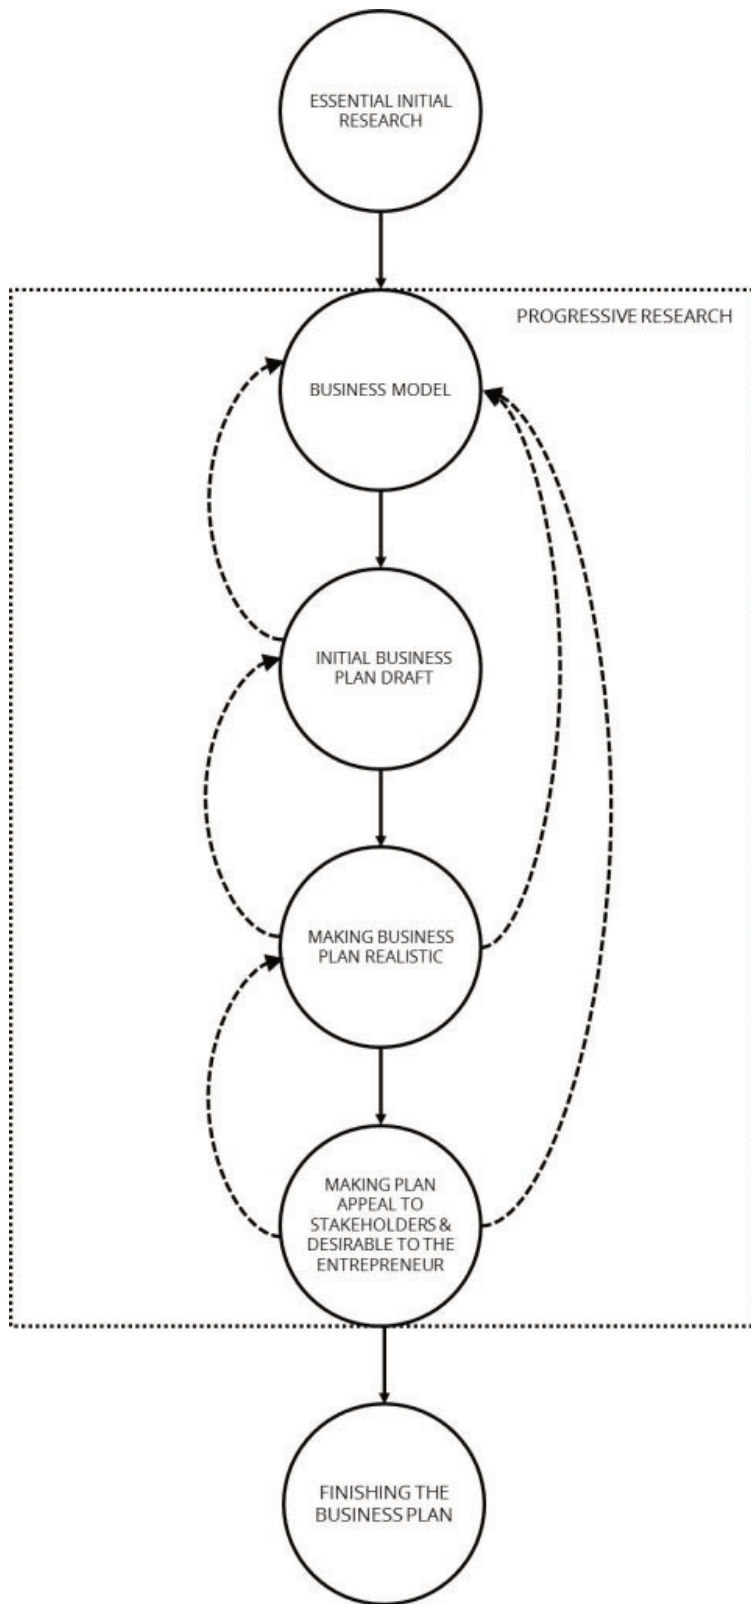 ESSENTIAL INITIAL
RESEARCH
PROGRESSIVE RESEARCH
BUSINESS MODEL
INITIAL BUSINESS
PLAN DRAFT
MAKING BUSINESS
PLAN REALISTIC
MAKING PLAN
APPEAL TO
STAKEHOLDERS &
DESIRABLE TO THE
ENTREPRENEUR
FINISHING THE
BUSINESS PLAN